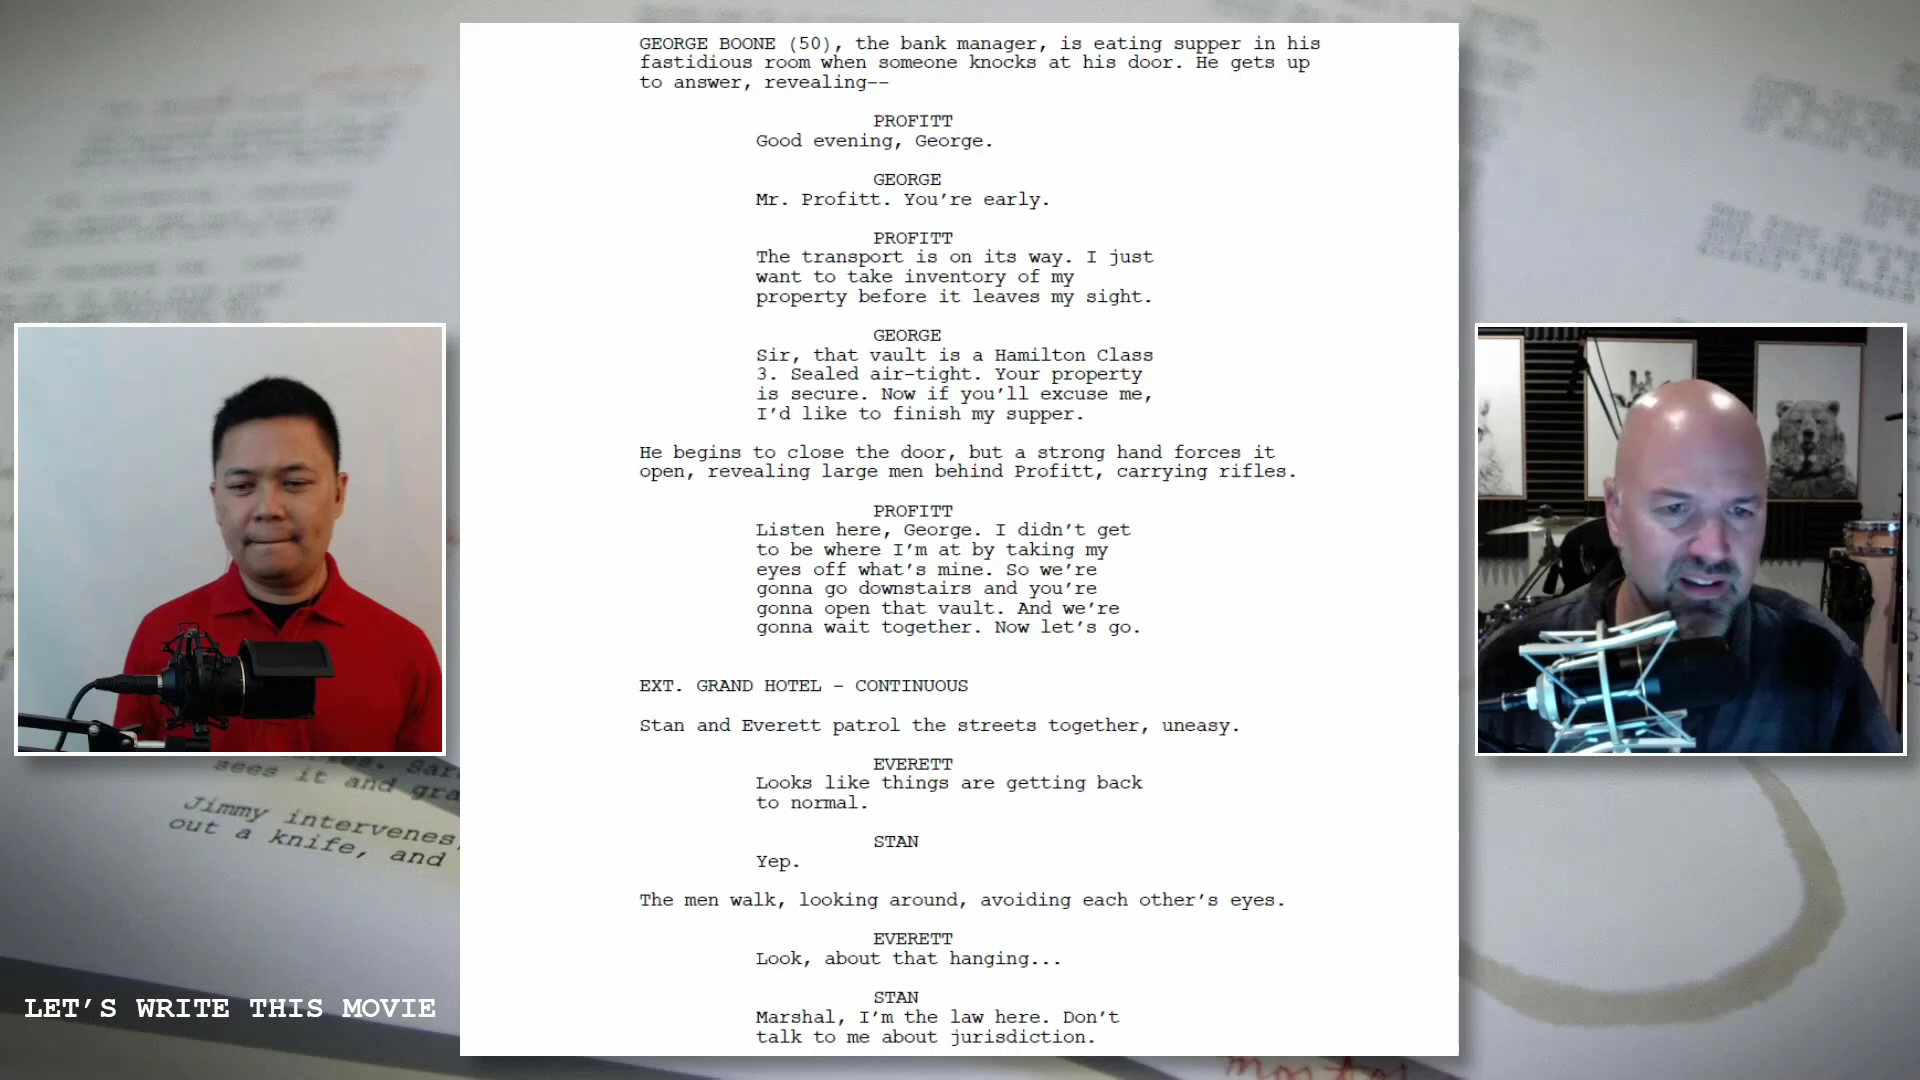 GEORGE BOONE (50), the bank manager, is eating supper in his
fastidious room when someone knocks at his door. He gets up
to answer, revealing--
PROFITT
Good evening, George.
GEORGE
Mr. Profitt. You're early.
PROFITT
The transport is on its way. I just
want to take inventory of my
property before it leaves my sight.
GEORGE
Sir, that vault is a Hamilton Class
3. Sealed air-tight. Your property
is secure. Now if you'll excuse me,
I'd like to finish my supper.
He begins to close the door, but a strong hand forces it
open, revealing large men behind Profitt, carrying rifles.
PROFITT
Listen here, George. I didn't get
to be where I'm at by taking my
eyes off what's mine. So we're
gonna go downstairs and you're
gonna open that vault. And we're
gonna wait together. Now let's go.
EXT. GRAND HOTEL - CONTINUOUS
Stan and Everett patrol the streets together, uneasy.
EVERETT
Looks like things are getting back
to normal.
STAN
Yep.
The men walk, looking around, avoiding each other's eyes.
EVERETT
Look, about that hanging...
STAN
Marshal, I'm the law here. Don't
talk to me about jurisdiction.
sees it and
Jimmy intervenes
out a knife, and
LET'S WRITE THIS MOVIE